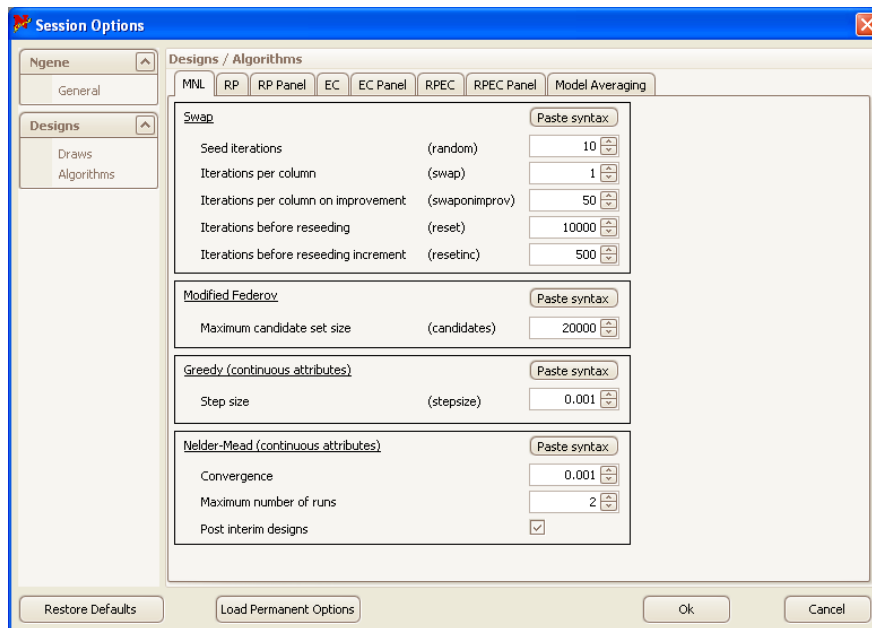 Session Options
Ngene
General
Designs
Draws
Algorithms
Designs / Algorithms
MNL RP RP Panel EC EC Panel RPEC RPEC Panel Model Averaging
Swap Paste syntax
Seed iterations (random) 10
Iterations per column (swap) 1
Iterations per column on improvement (swaponimprov) 50
Iterations before reseeding (reset) 10000
Iterations before reseeding increment (resetinc) 500
Modified Federov Paste syntax
Maximum candidate set size (candidates) 20000
Greedy (continuous attributes) Paste syntax
Step size (stepsize) 0.001
Nelder-Mead (continuous attributes) Paste syntax
Convergence 0.001
Maximum number of runs 2
Post interim designs
Restore Defaults Load Permanent Options Ok Cancel